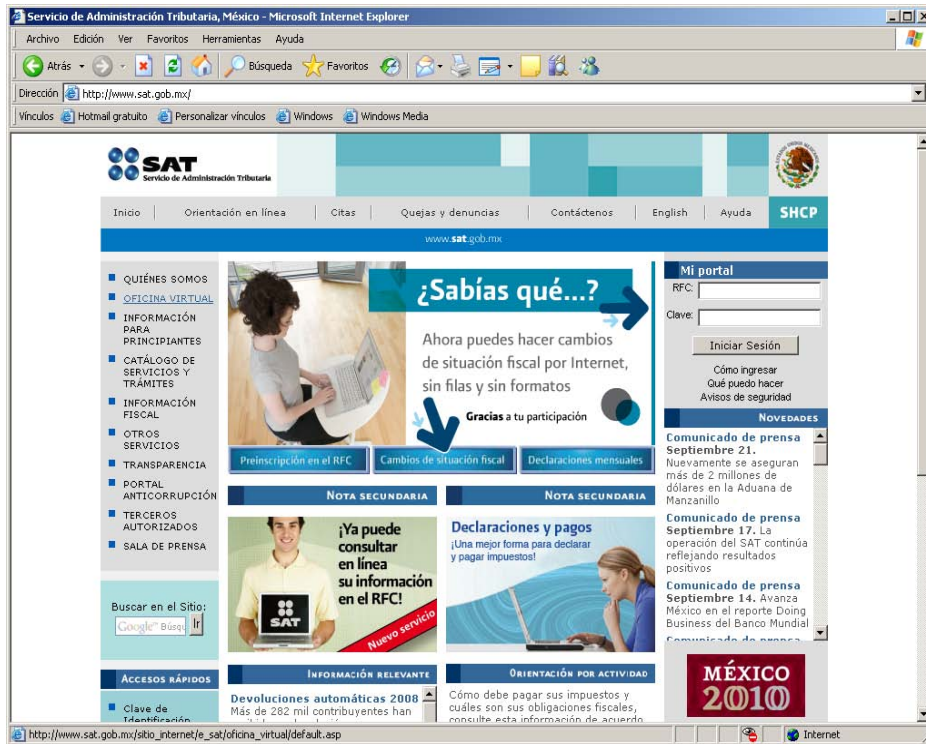 Servicio de Administración Tributaria, México - Microsoft Internet Explorer
Archivo Edición Ver Favoritos Herramientas Ayuda
Atrás Búsqueda Favoritos
Dirección http://www.sat.gob.mx/
Vínculos Hotmail gratuito Personalizar vínculos Windows Windows Media
SAT
Servicio de Administración Tributaria
Inicio Orientación en línea Citas Quejas y denuncias Contáctenos English Ayuda SHCP
www.sat.gob.mx
QUIÉNES SOMOS
OFICINA VIRTUAL
INFORMACIÓN
PARA
PRINCIPIANTES
CATÁLOGO DE
SERVICIOS Y
TRÁMITES
INFORMACIÓN
FISCAL
OTROS
SERVICIOS
TRANSPARENCIA
PORTAL
ANTICORRUPCIÓN
TERCEROS
AUTORIZADOS
SALA DE PRENSA
Buscar en el Sitio:
Google™ Búsqu Ir
ACCESOS RÁPIDOS
Clave de
Identificación
¿Sabías qué...?
Ahora puedes hacer cambios
de situación fiscal por Internet,
sin filas y sin formatos
Gracias a tu participación
Preinscripción en el RFC Cambios de situación fiscal Declaraciones mensuales
NOTA SECUNDARIA
¡Ya puede
consultar
en línea
su información
en el RFC!
SAT
Nuevo servicio
NOTA SECUNDARIA
Declaraciones y pagos
¡Una mejor forma para declarar
y pagar impuestos!
INFORMACIÓN RELEVANTE
Devoluciones automáticas 2008
Más de 282 mil contribuyentes han
ORIENTACIÓN POR ACTIVIDAD
Cómo debe pagar sus impuestos y
cuáles son sus obligaciones fiscales,
consulte esta información de acuerdo
Mi portal
RFC:
Clave:
Iniciar Sesión
Cómo ingresar
Qué puedo hacer
Avisos de seguridad
NOVEDADES
Comunicado de prensa
Septiembre 21.
Nuevamente se aseguran
más de 2 millones de
dólares en la Aduana de
Manzanillo
Comunicado de prensa
Septiembre 17. La
operación del SAT continúa
reflejando resultados
positivos
Comunicado de prensa
Septiembre 14. Avanza
México en el reporte Doing
Business del Banco Mundial
Comunicado de prensa
MÉXICO
2010
http://www.sat.gob.mx/sitio_internet/e_sat/oficina_virtual/default.asp Internet